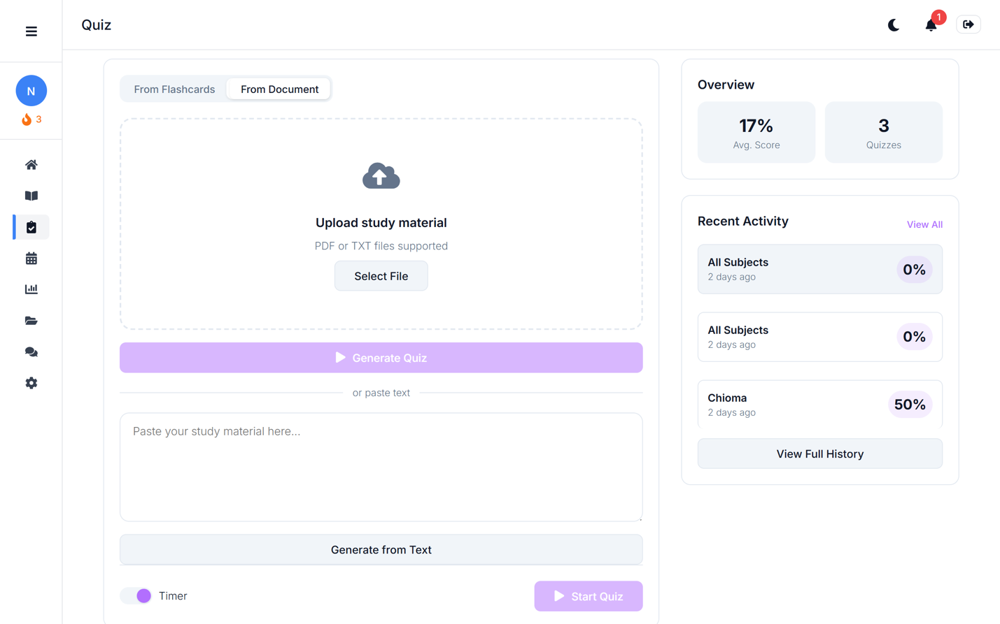 Quiz
1
N
3
From Flashcards
From Document
Upload study material
PDF or TXT files supported
Select File
Generate Quiz
or paste text
Paste your study material here...
Generate from Text
Timer
Start Quiz
Overview
17%
Avg. Score
3
Quizzes
Recent Activity
View All
All Subjects
2 days ago
0%
All Subjects
2 days ago
0%
Chioma
2 days ago
50%
View Full History